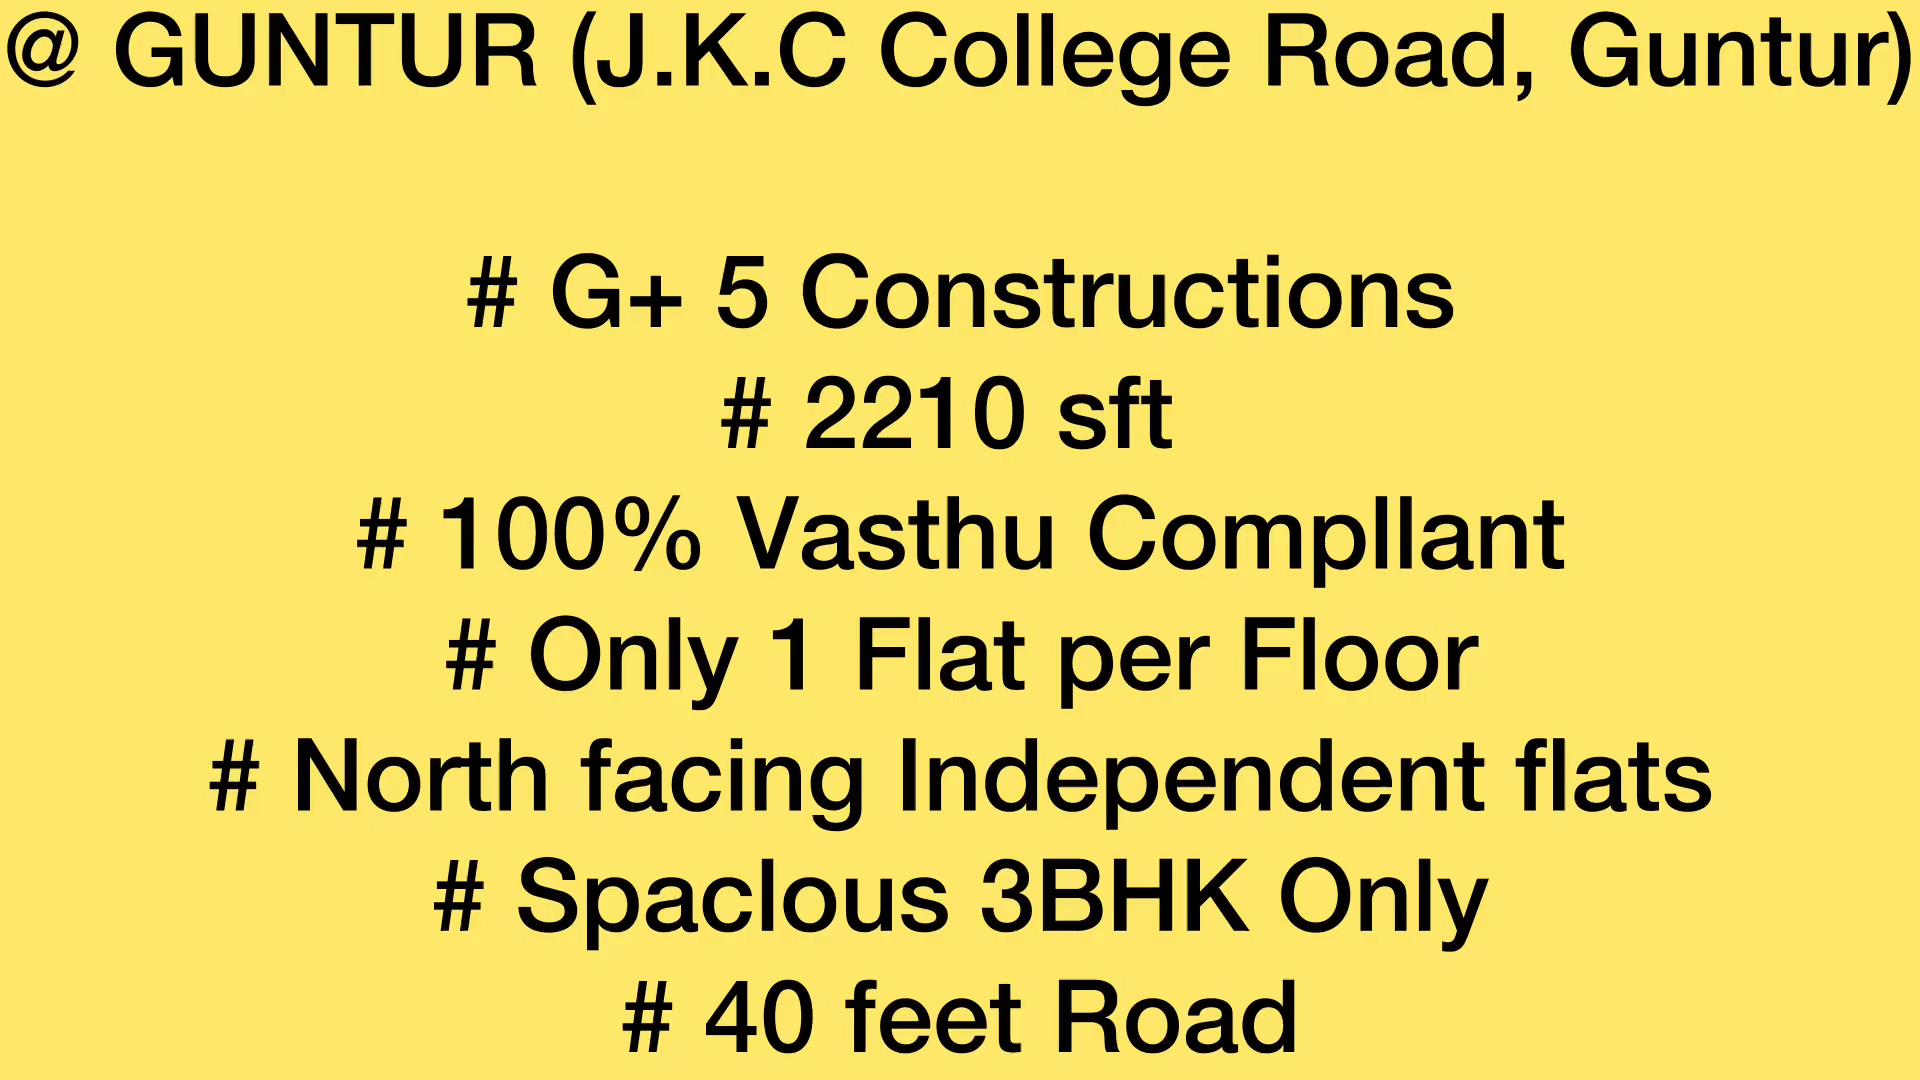 @ GUNTUR (J.K.C College Road, Guntur)
# G+ 5 Constructions
# 2210 sft
# 100% Vasthu Compllant
# Only 1 Flat per Floor
# North facing Independent flats
# Spaclous 3BHK Only
# 40 feet Road